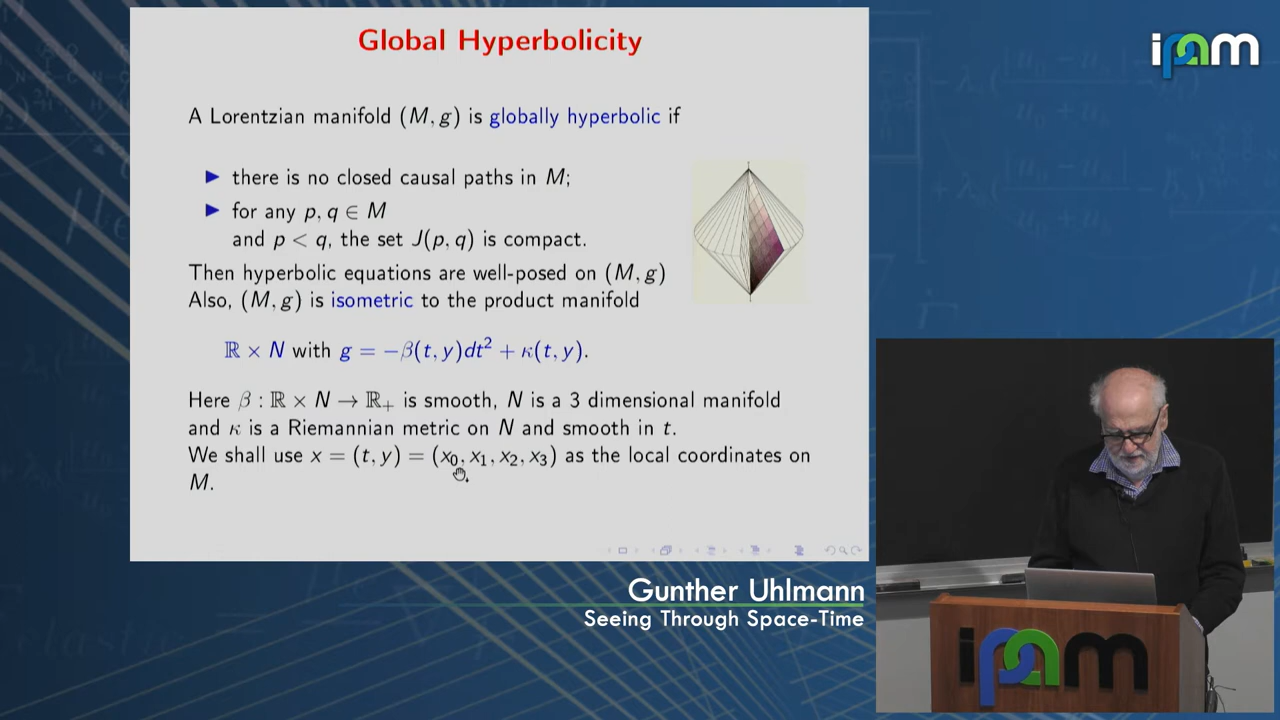 Global Hyperbolicity
ipam
A Lorentzian manifold (M, g) is globally hyperbolic if
▶ there is no closed causal paths in M;
▶ for any p, q ∈ M
and p < q, the set J(p, q) is compact.
Then hyperbolic equations are well-posed on (M, g)
Also, (M, g) is isometric to the product manifold
ℝ × N with g = −β(t, y)dt² + κ(t, y).
Here β : ℝ × N → ℝ₊ is smooth, N is a 3 dimensional manifold
and κ is a Riemannian metric on N and smooth in t.
We shall use x = (t, y) = (x₀, x₁, x₂, x₃) as the local coordinates on
M.
Gunther Uhlmann
Seeing Through Space-Time
ipam